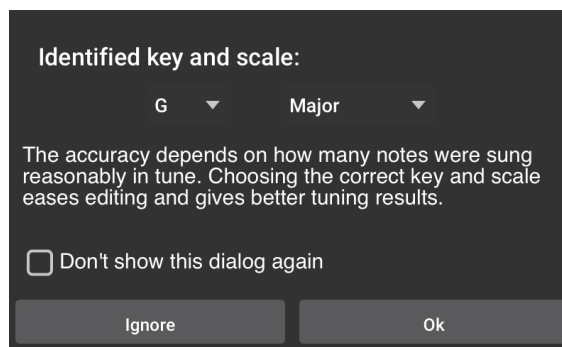 Identified key and scale:
G Major
The accuracy depends on how many notes were sung
reasonably in tune. Choosing the correct key and scale
eases editing and gives better tuning results.
Don't show this dialog again
Ignore Ok